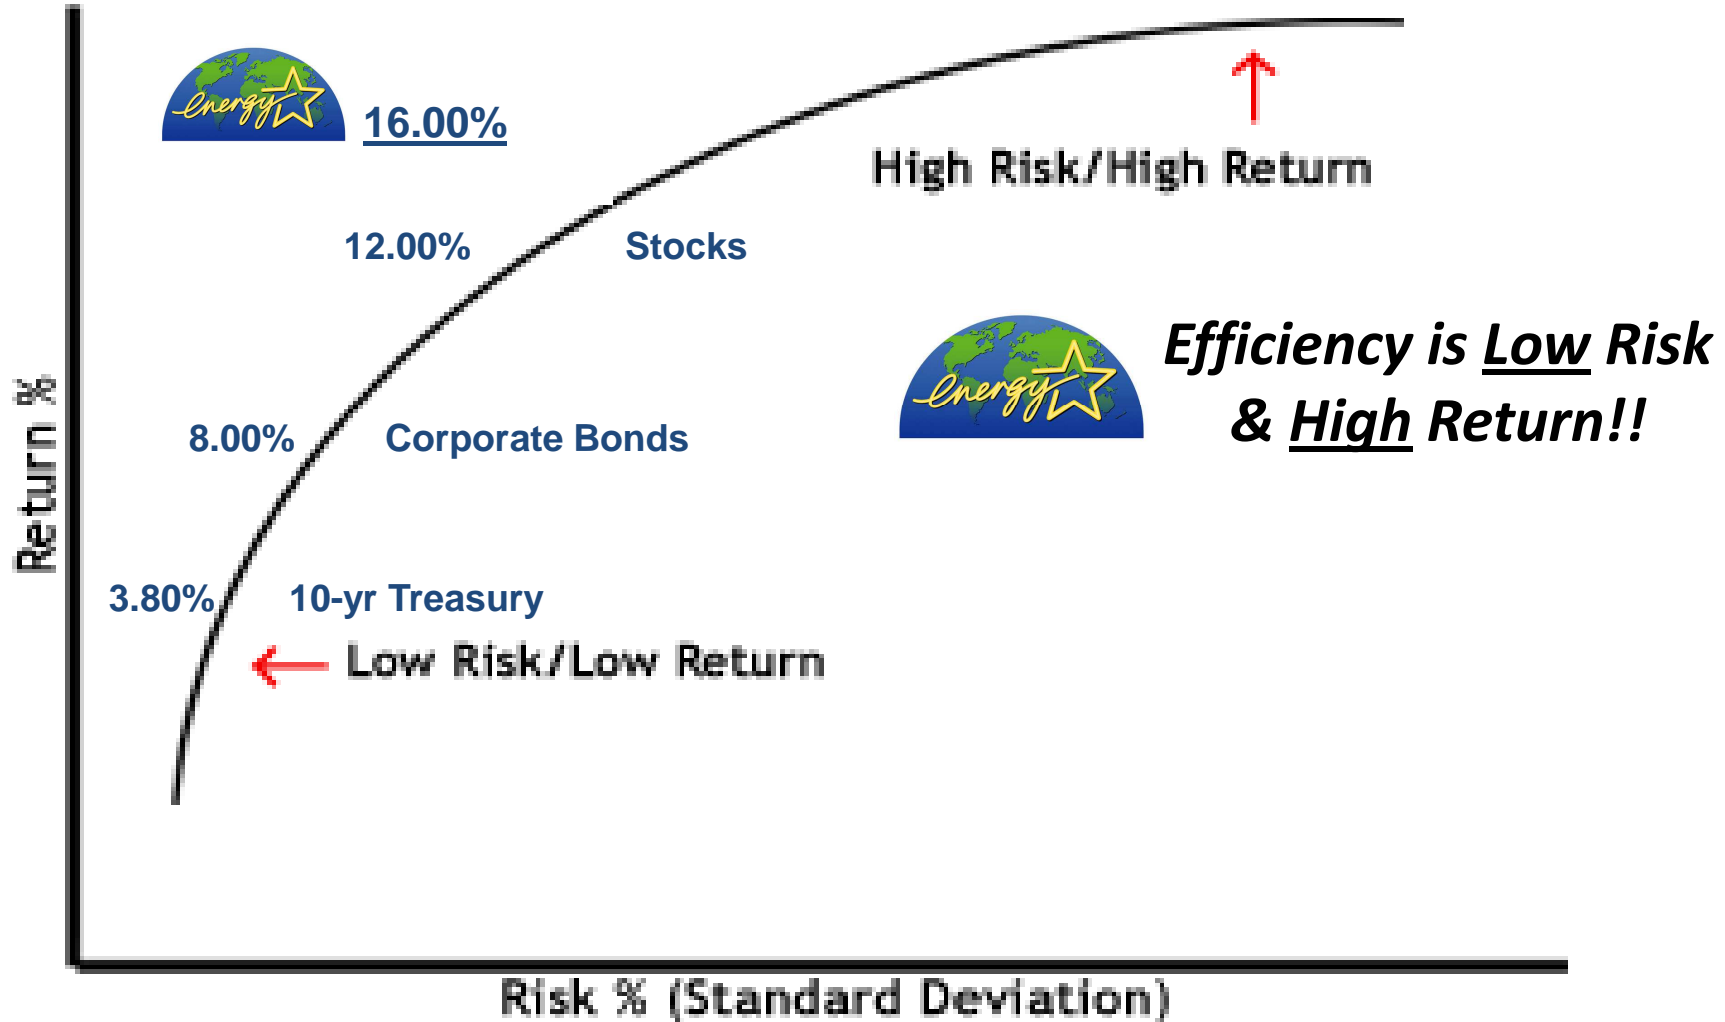 energy
16.00%
High Risk/High Return
12.00% Stocks
energy
Efficiency is Low Risk
& High Return!!
8.00% Corporate Bonds
Return %
3.80% 10-yr Treasury
Low Risk/Low Return
Risk % (Standard Deviation)